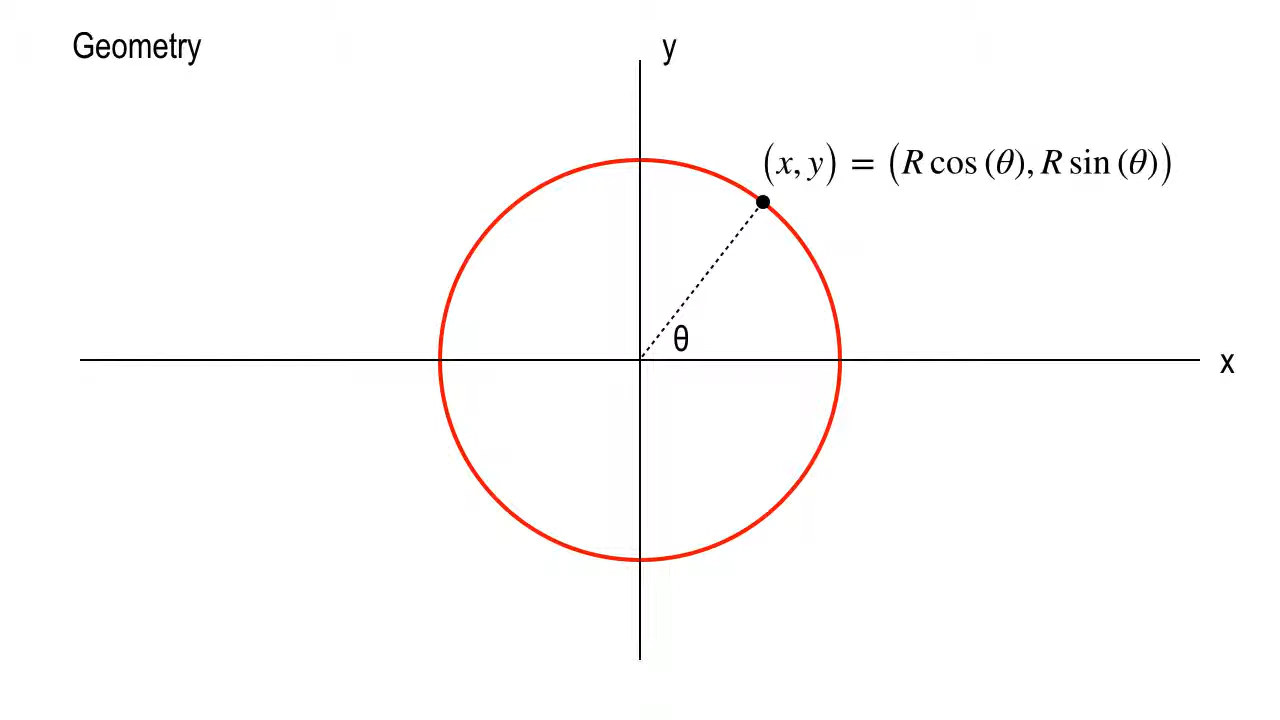 Geometry
y
(x, y) = (R cos (θ), R sin (θ))
θ
x